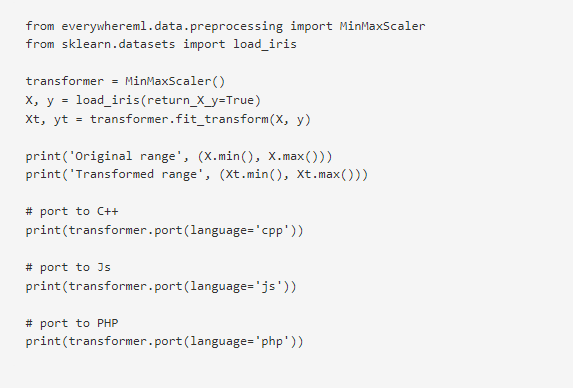 from everywhereml.data.preprocessing import MinMaxScaler
from sklearn.datasets import load_iris

transformer = MinMaxScaler()
X, y = load_iris(return_X_y=True)
Xt, yt = transformer.fit_transform(X, y)

print('Original range', (X.min(), X.max()))
print('Transformed range', (Xt.min(), Xt.max()))

# port to C++
print(transformer.port(language='cpp'))

# port to Js
print(transformer.port(language='js'))

# port to PHP
print(transformer.port(language='php'))